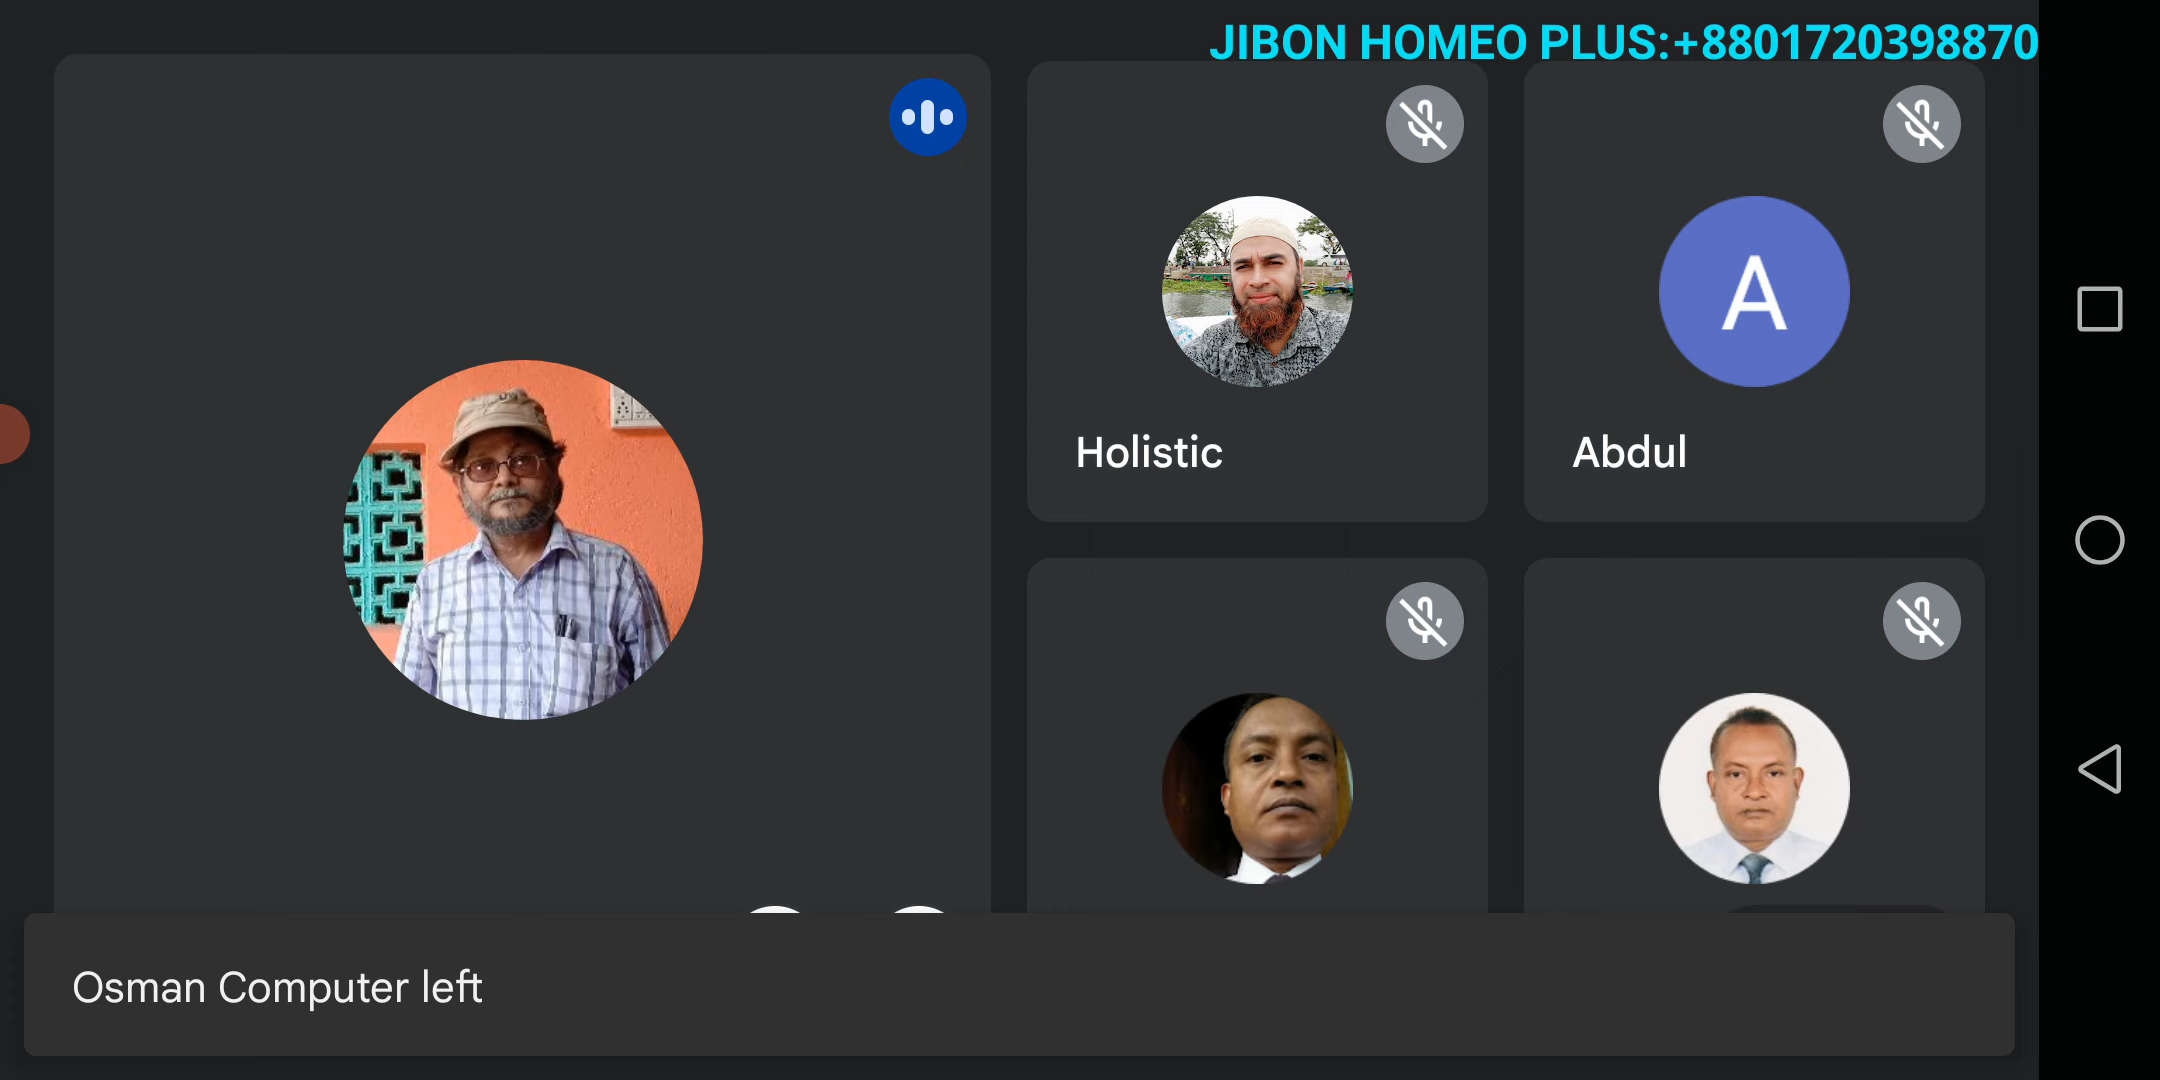 JIBON HOMEO PLUS:+8801720398870
Holistic
A
Abdul
Osman Computer left